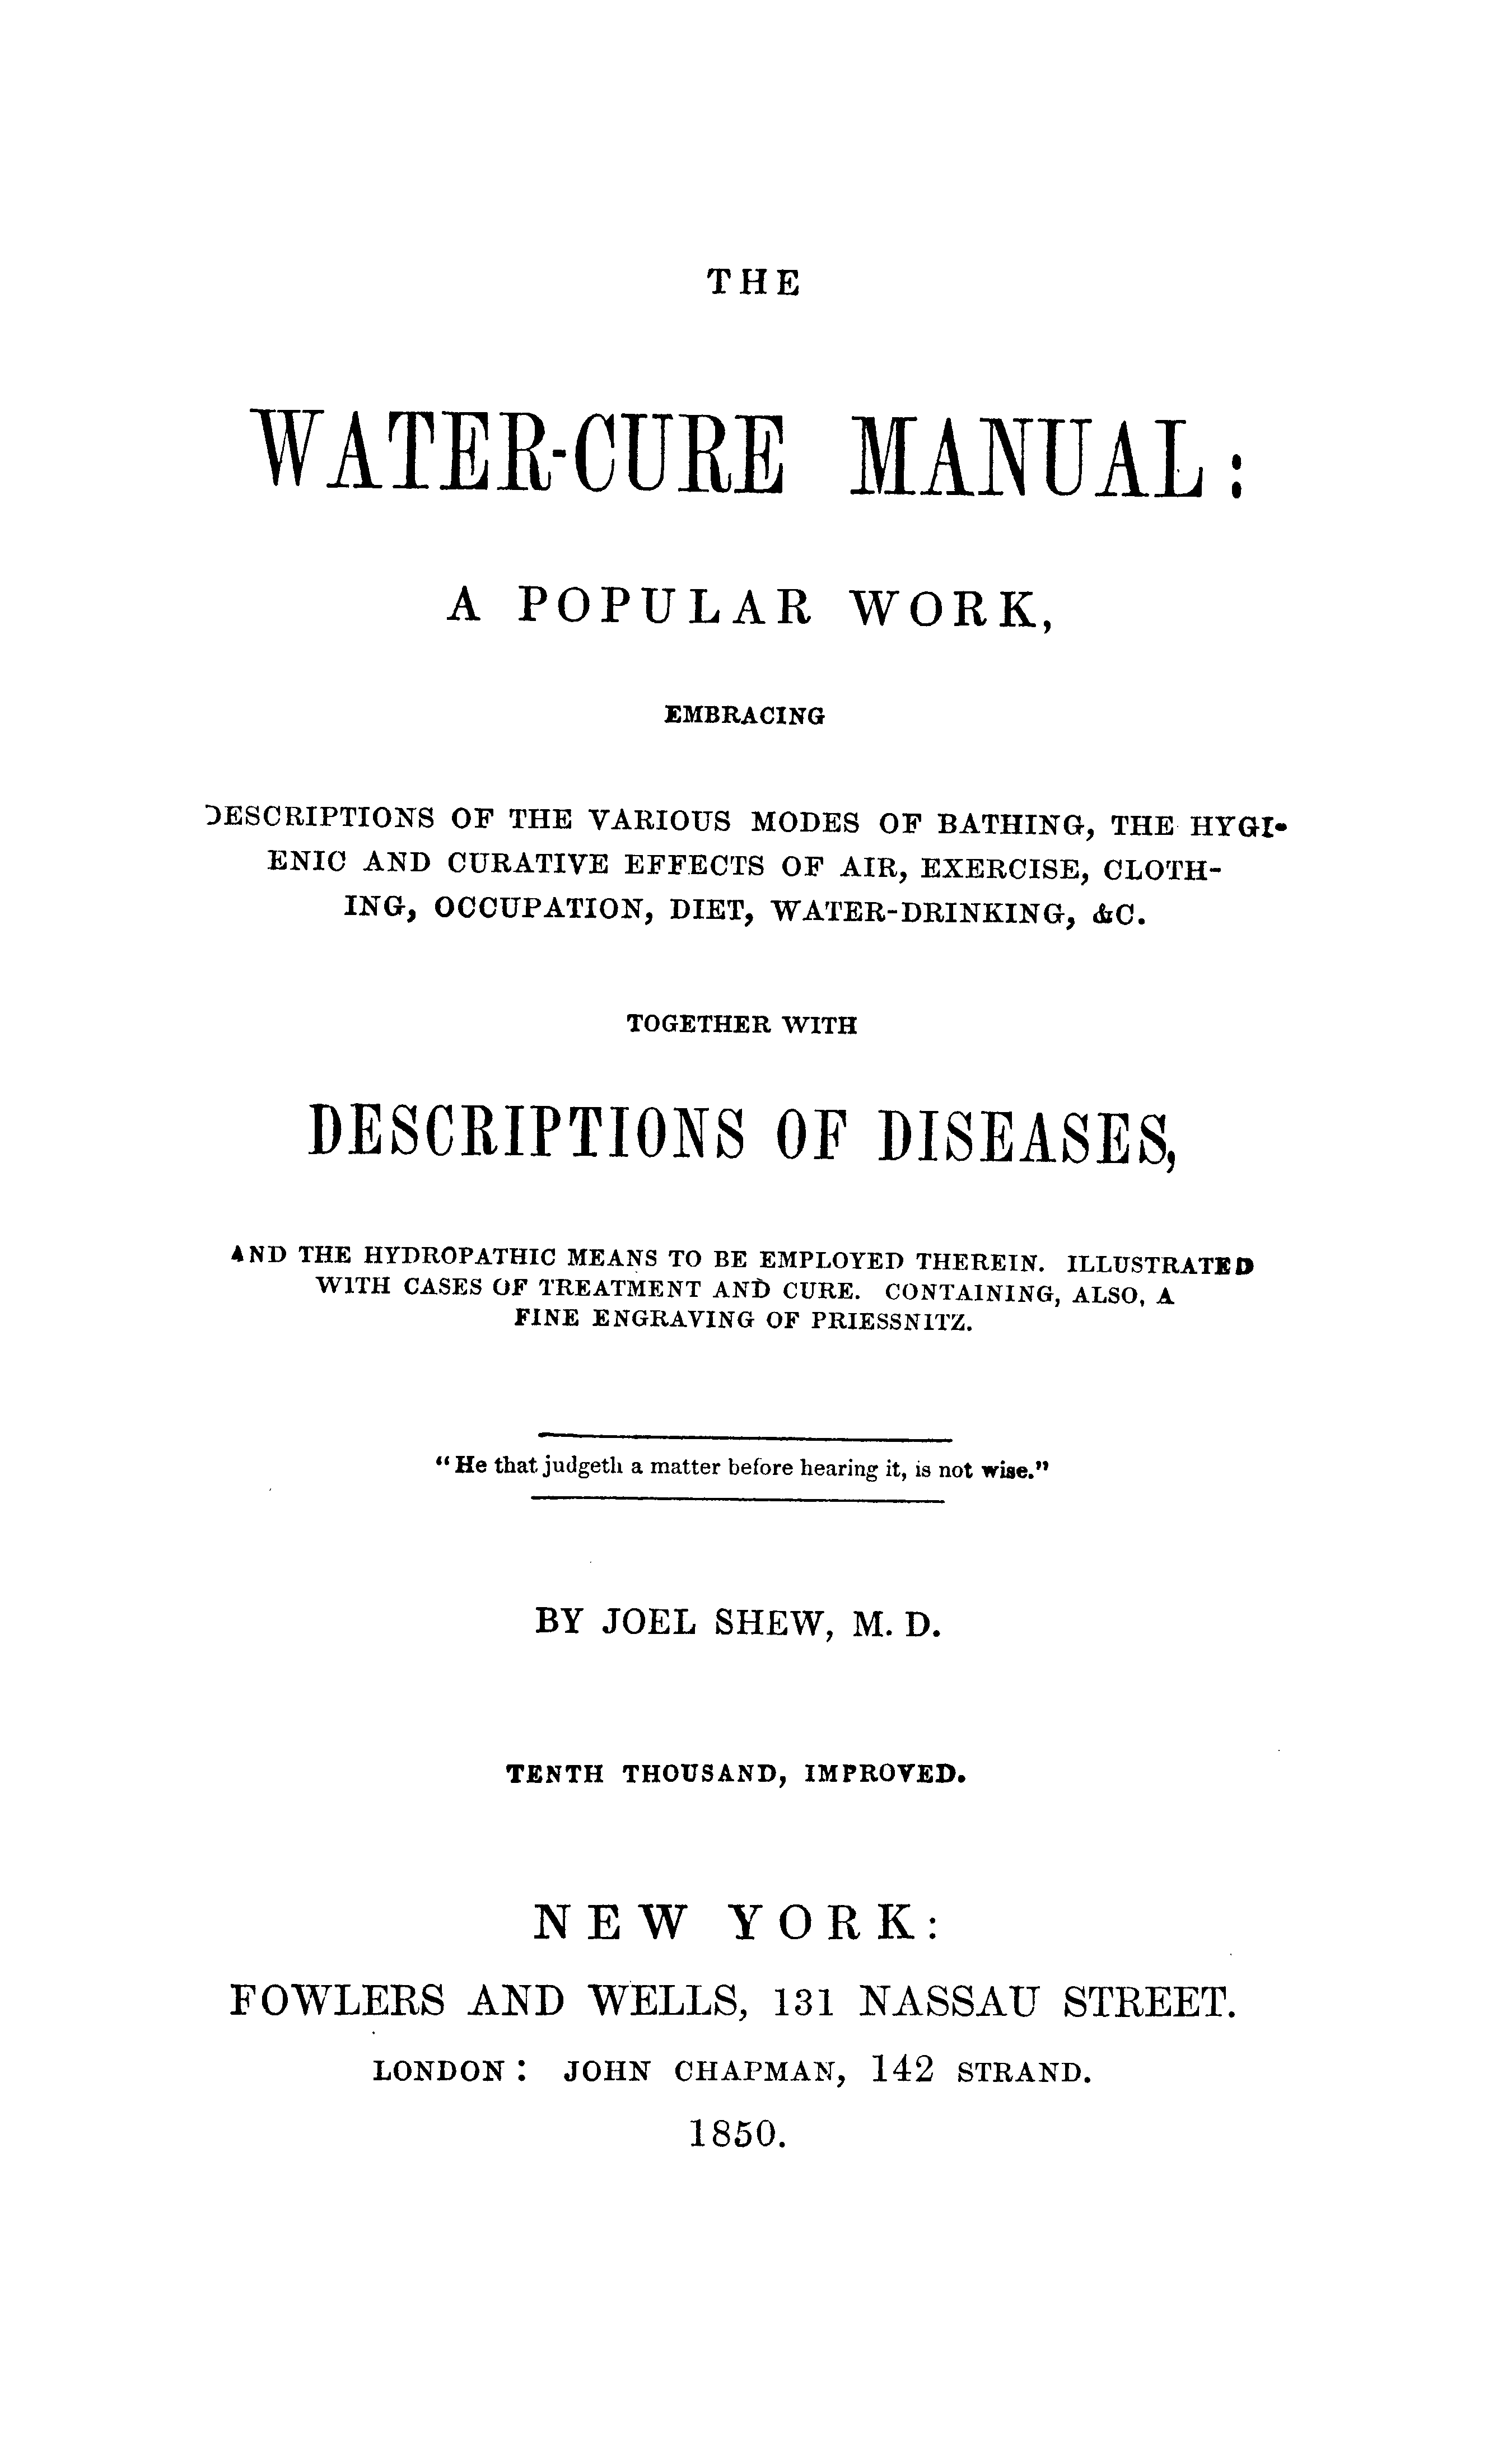 THE
WATER-CURE MANUAL:
A POPULAR WORK,
EMBRACING
DESCRIPTIONS OF THE VARIOUS MODES OF BATHING, THE HYGI-
ENIC AND CURATIVE EFFECTS OF AIR, EXERCISE, CLOTH-
ING, OCCUPATION, DIET, WATER-DRINKING, &C.
TOGETHER WITH
DESCRIPTIONS OF DISEASES,
AND THE HYDROPATHIC MEANS TO BE EMPLOYED THEREIN. ILLUSTRATED
WITH CASES OF TREATMENT AND CURE. CONTAINING, ALSO, A
FINE ENGRAVING OF PRIESSNITZ.
"He that judgeth a matter before hearing it, is not wise."
BY JOEL SHEW, M. D.
TENTH THOUSAND, IMPROVED.
NEW YORK:
FOWLERS AND WELLS, 131 NASSAU STREET.
LONDON: JOHN CHAPMAN, 142 STRAND.
1850.